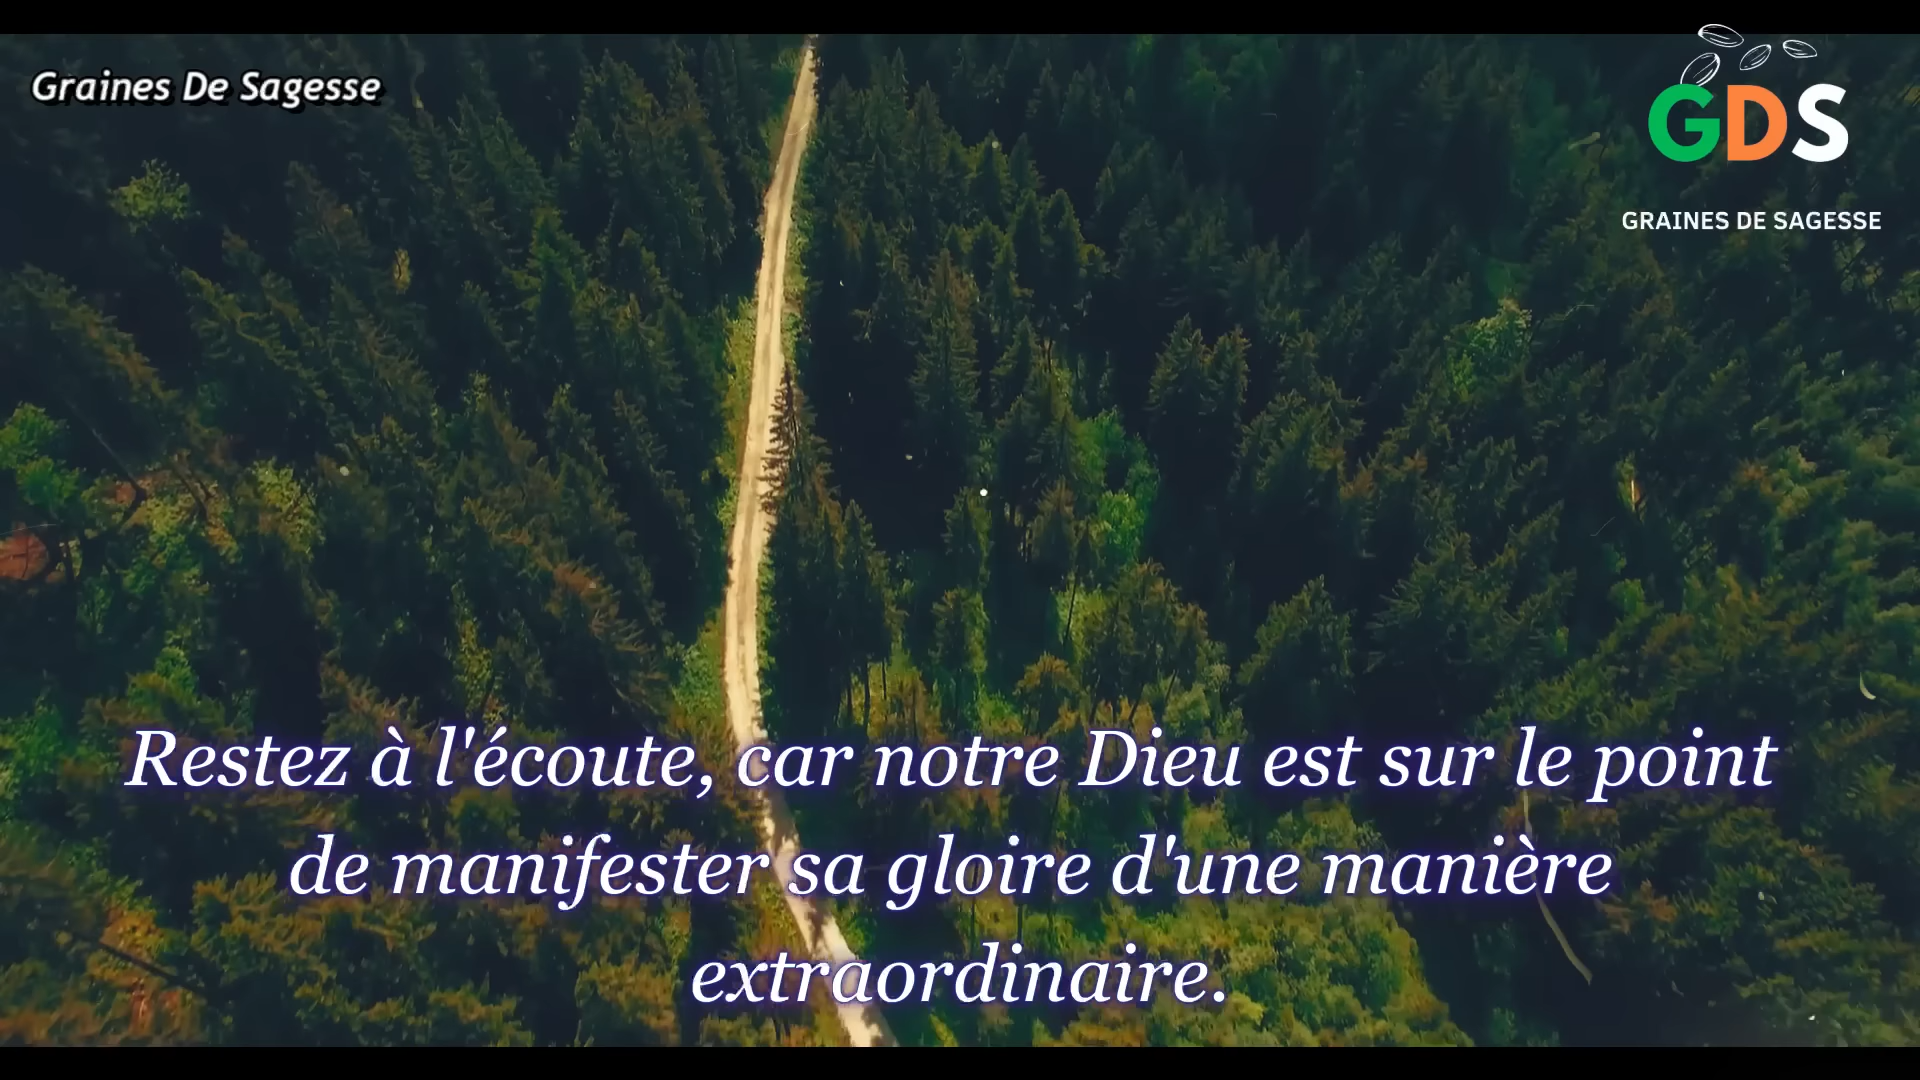 Graines De Sagesse
GDS
GRAINES DE SAGESSE
Restez à l'écoute, car notre Dieu est sur le point
de manifester sa gloire d'une manière
extraordinaire.